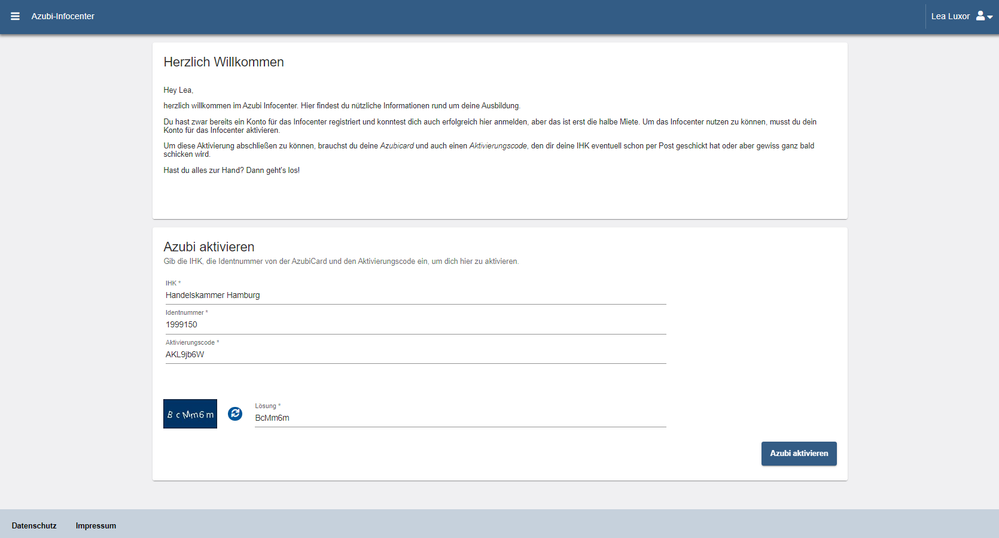 Azubi-Infocenter
Lea Luxor
Herzlich Willkommen
Hey Lea,
herzlich willkommen im Azubi Infocenter. Hier findest du nützliche Informationen rund um deine Ausbildung.
Du hast zwar bereits ein Konto für das Infocenter registriert und konntest dich auch erfolgreich hier anmelden, aber das ist erst die halbe Miete. Um das Infocenter nutzen zu können, musst du dein
Konto für das Infocenter aktivieren.
Um diese Aktivierung abschließen zu können, brauchst du deine Azubicard und auch einen Aktivierungscode, den dir deine IHK eventuell schon per Post geschickt hat oder aber gewiss ganz bald
schicken wird.
Hast du alles zur Hand? Dann geht's los!
Azubi aktivieren
Gib die IHK, die Identnummer von der AzubiCard und den Aktivierungscode ein, um dich hier zu aktivieren.
IHK *
Handelskammer Hamburg
Identnummer *
1999150
Aktivierungscode *
AKL9jb6W
BcMm6m
Lösung *
BcMm6m
Azubi aktivieren
Datenschutz
Impressum